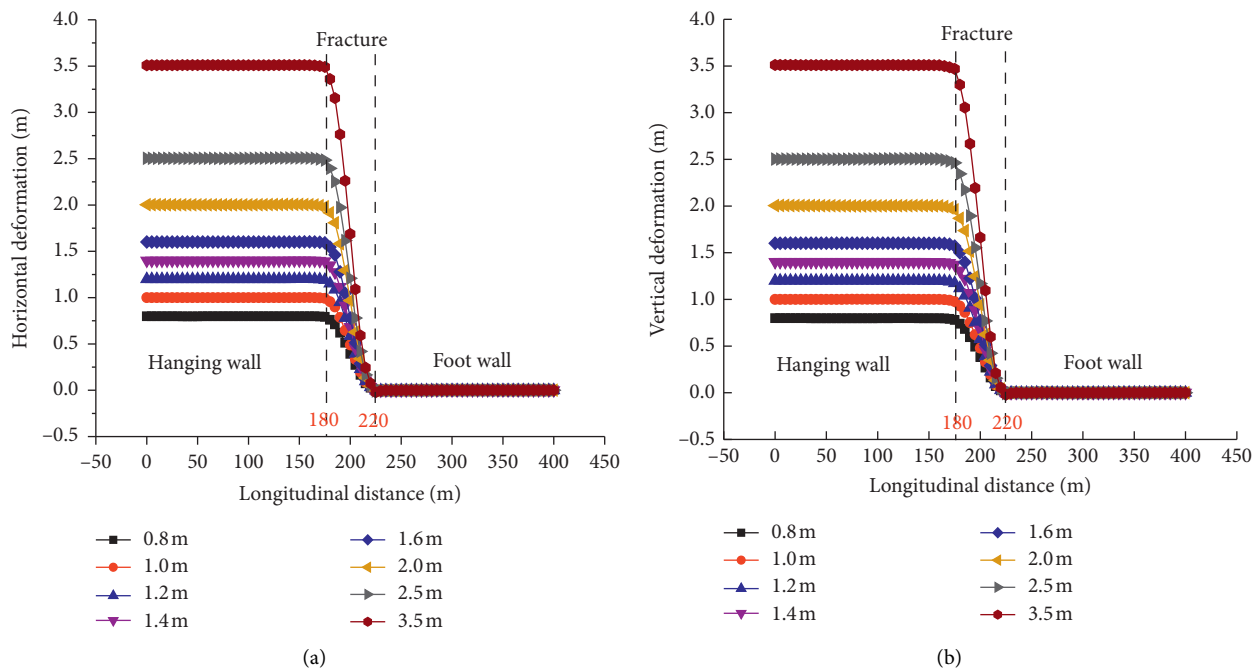 4.0
3.5
3.0
2.5
2.0
1.5
1.0
0.5
0.0
−0.5
Horizontal deformation (m)
Fracture
Hanging wall
Foot wall
180
220
−50 0 50 100 150 200 250 300 350 400 450
Longitudinal distance (m)
0.8 m
1.0 m
1.2 m
1.4 m
1.6 m
2.0 m
2.5 m
3.5 m
(a)
4.0
3.5
3.0
2.5
2.0
1.5
1.0
0.5
0.0
−0.5
Vertical deformation (m)
Fracture
Hanging wall
Foot wall
180
220
−50 0 50 100 150 200 250 300 350 400 450
Longitudinal distance (m)
0.8 m
1.0 m
1.2 m
1.4 m
1.6 m
2.0 m
2.5 m
3.5 m
(b)